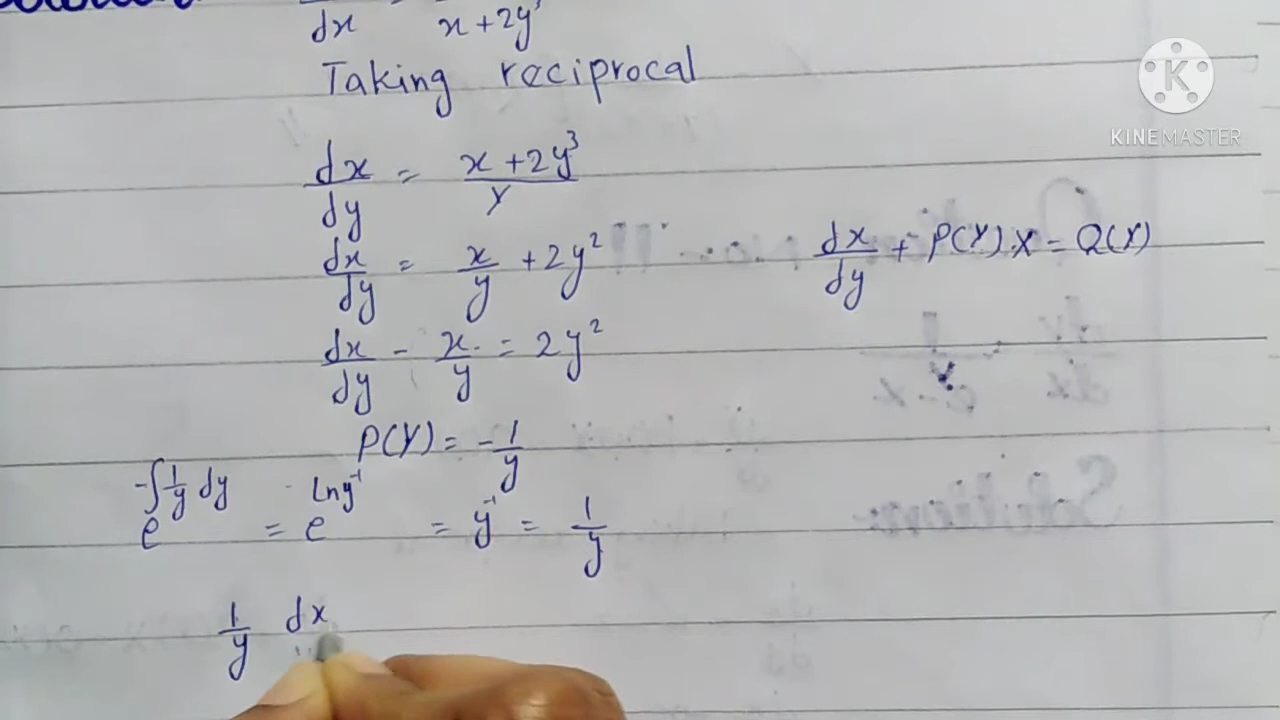 dx x + 2y³
Taking reciprocal
dx/dy = (x + 2y³)/y
dx/dy = x/y + 2y²
dx/dy + P(Y).X = Q(Y)
dx/dy - x/y = 2y²
P(Y) = -1/y
e^(-∫1/y dy) = e^(Lny⁻¹) = y⁻¹ = 1/y
1/y dx
K
KINEMASTER